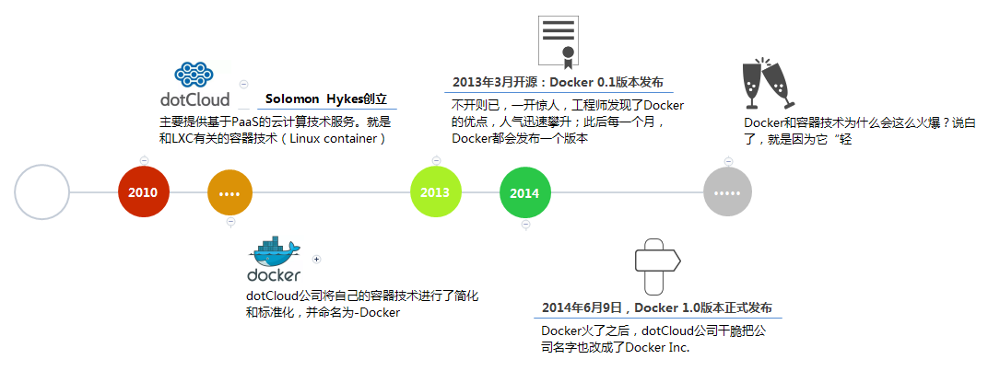 dotCloud
Solomon Hykes创立
主要提供基于PaaS的云计算技术服务。就是
和LXC有关的容器技术（Linux container）
2013年3月开源：Docker 0.1版本发布
不开则已，一开惊人，工程师发现了Docker
的优点，人气迅速攀升；此后每一个月，
Docker都会发布一个版本
Docker和容器技术为什么会这么火爆？说白
了，就是因为它“轻
2010
....
2013
2014
.....
docker
dotCloud公司将自己的容器技术进行了简化
和标准化，并命名为-Docker
2014年6月9日，Docker 1.0版本正式发布
Docker火了之后，dotCloud公司干脆把公
司名字也改成了Docker Inc.